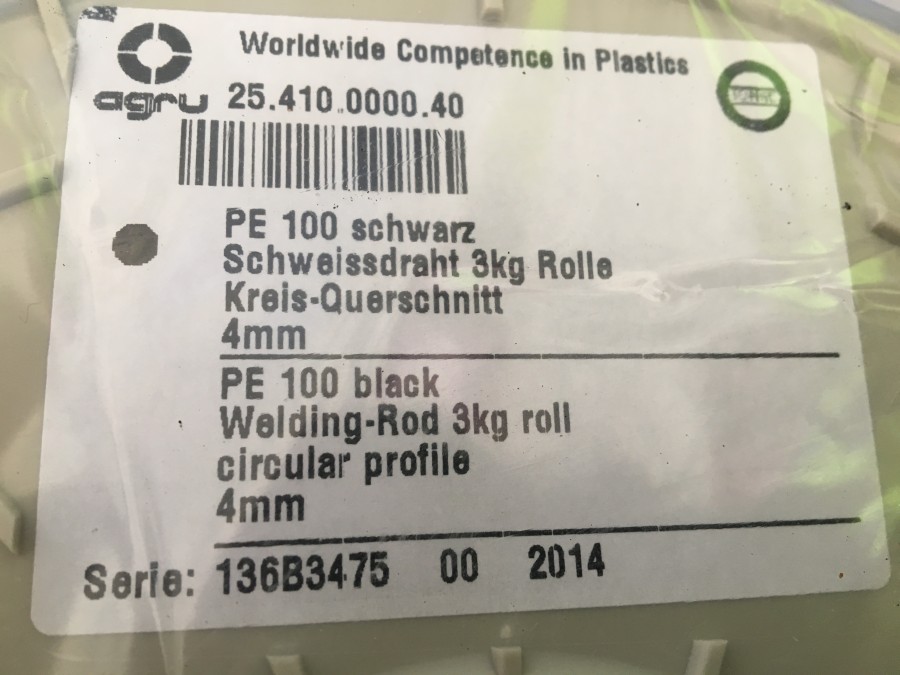 Worldwide Competence in Plastics
agru 25.410.0000.40
PE 100 schwarz
Schweissdraht 3kg Rolle
Kreis-Querschnitt
4mm
PE 100 black
Welding-Rod 3kg roll
circular profile
4mm
Serie: 136B3475 00 2014